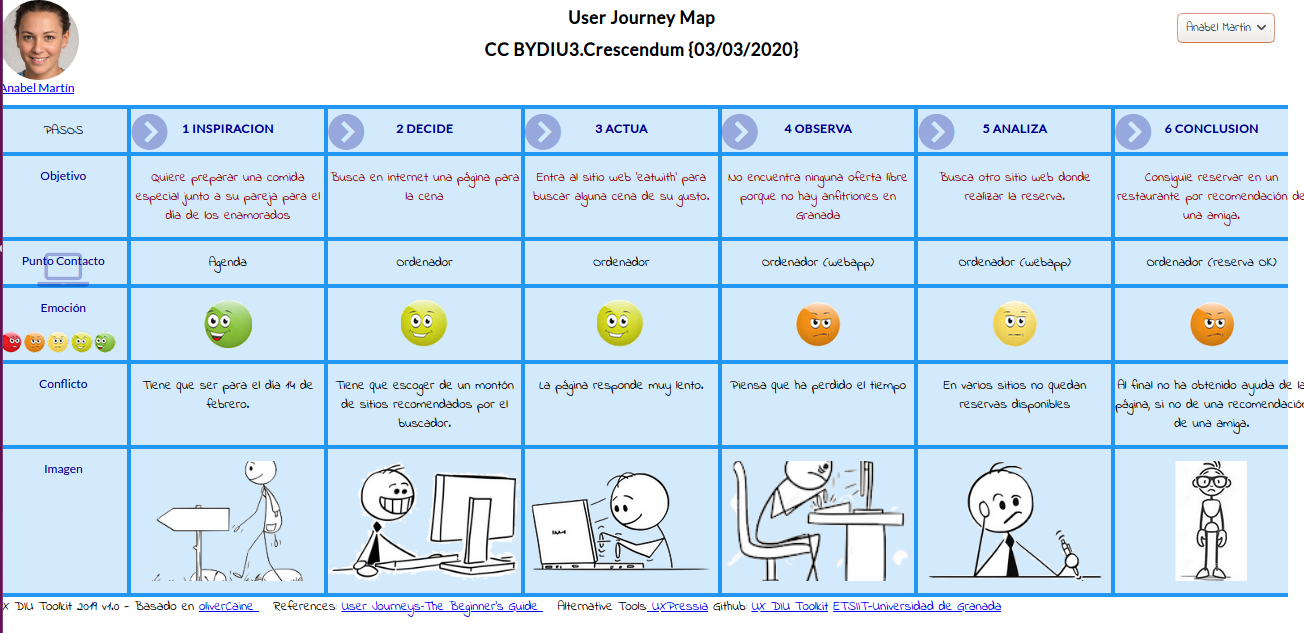 User Journey Map
CC BYDIU3.Crescendum {03/03/2020}
Anabel Martín
Anabel Martín
PASOS
1 INSPIRACION
2 DECIDE
3 ACTUA
4 OBSERVA
5 ANALIZA
6 CONCLUSION
Objetivo
Quiere preparar una comida
especial junto a su pareja para el
día de los enamorados
Busca en internet una página para
la cena
Entra al sitio web 'eatwith' para
buscar alguna cena de su gusto.
No encuentra ninguna oferta libre
porque no hay anfitriones en
Granada
Busca otro sitio web donde
realizar la reserva.
Consiguie reservar en un
restaurante por recomendación de
una amiga.
Punto Contacto
Agenda
Ordenador
Ordenador
Ordenador (webapp)
Ordenador (webapp)
Ordenador (reserva OK)
Emoción
Conflicto
Tiene que ser para el día 14 de
febrero.
Tiene que escoger de un montón
de sitios recomendados por el
buscador.
La página responde muy lento.
Piensa que ha perdido el tiempo
En varios sitios no quedan
reservas disponibles
Al final no ha obtenido ayuda de la
página, si no de una recomendación
de una amiga.
Imagen
X DIU Toolkit 2019 v1.0 - Basado en oliverCaine References: User Journeys-The Beginner's Guide Alternative Tools: UXPressia Github: UX DIU Toolkit ETSIIT-Universidad de Granada